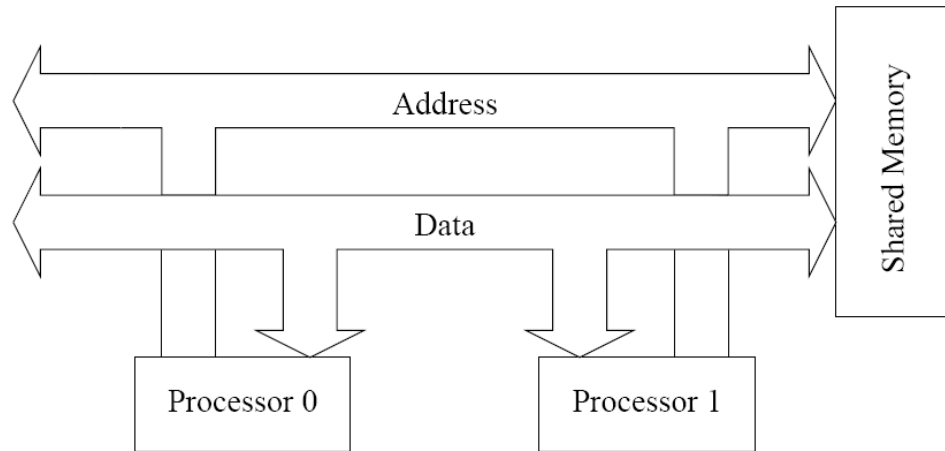 Address
Shared Memory
Data
Processor 0
Processor 1